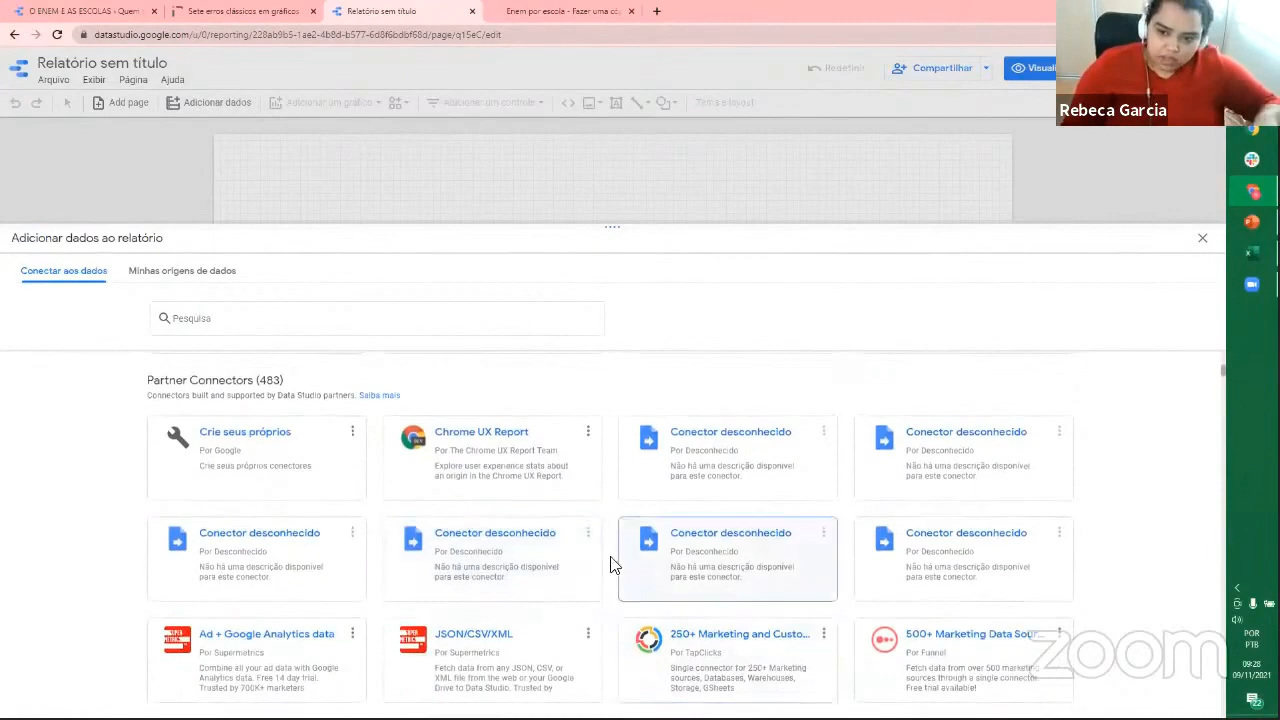 O ENEM E AS ESCOLAS - Quem
Sete erros clássicos em gráficos
Relatório sem título
Enem por escola - Fazer uma
datastudio.google.com/u/0/reporting/228ab9b5-1ae2-4b8d-b577-6d8f6bdbf68d/page/q15eC/edit
Relatório sem título
Arquivo Exibir Página Ajuda
Redefinir
Compartilhar
Visuali
Add page
Adicionar dados
Adicionar um gráfico
Adicionar um controle
Tema e layout
Rebeca Garcia
Adicionar dados ao relatório
Conectar aos dados
Minhas origens de dados
Pesquisa
Partner Connectors (483)
Connectors built and supported by Data Studio partners. Saiba mais
Crie seus próprios
Por Google
Crie seus próprios conectores
Chrome UX Report
Por The Chrome UX Report Team
Explore user experience stats about
an origin in the Chrome UX Report.
Conector desconhecido
Por Desconhecido
Não há uma descrição disponível
para este conector.
Conector desconhecido
Por Desconhecido
Não há uma descrição disponível
para este conector.
Conector desconhecido
Por Desconhecido
Não há uma descrição disponível
para este conector.
Conector desconhecido
Por Desconhecido
Não há uma descrição disponível
para este conector.
Conector desconhecido
Por Desconhecido
Não há uma descrição disponível
para este conector.
Conector desconhecido
Por Desconhecido
Não há uma descrição disponível
para este conector.
SUPER
METRICS
Ad + Google Analytics data
Por Supermetrics
Combine all your ad data with Google
Analytics data. Free 14 day trial.
Trusted by 700K+ marketers
SUPER
METRICS
JSON/CSV/XML
Por Supermetrics
Fetch data from any JSON, CSV, or
XML file from the web or your Google
Drive to Data Studio. Trusted by
250+ Marketing and Custo...
Por TapClicks
Single connector for 250+ Marketing
sources, Databases, Warehouses,
Storage, GSheets
500+ Marketing Data Sour...
Por Funnel
Fetch data from over 500 marketing
sources through a single connector.
Free trial available!
zoom
POR
PTB
09:28
09/11/2021
22